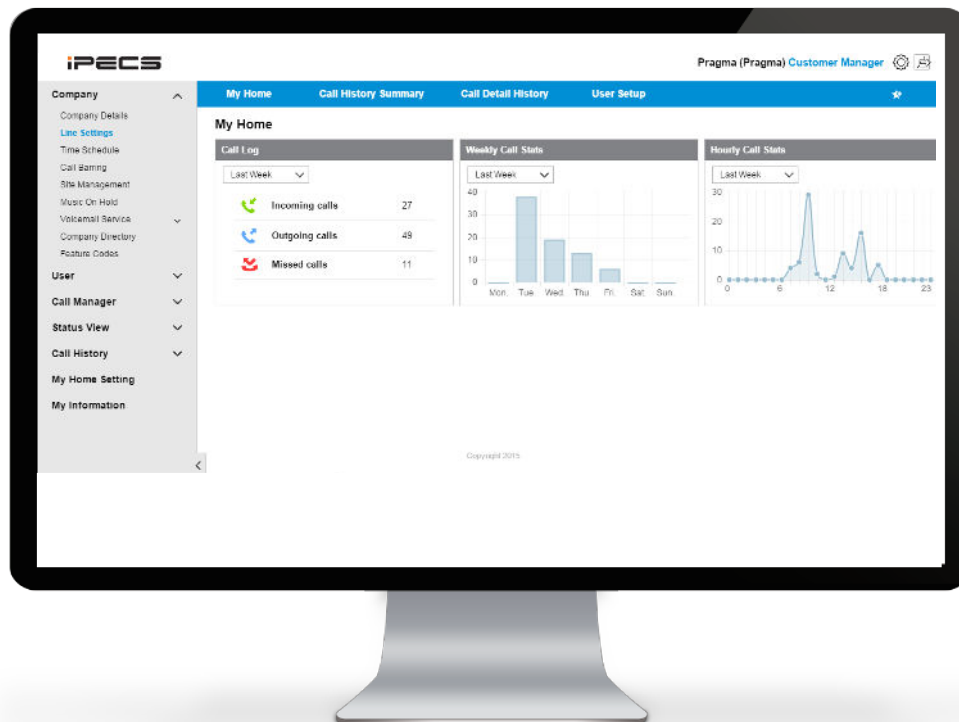 iPECS
Pragma (Pragma) Customer Manager
Company
Company Details
Line Settings
Time Schedule
Call Barring
Site Management
Music On Hold
Voicemail Service
Company Directory
Feature Codes
User
Call Manager
Status View
Call History
My Home Setting
My Information
My Home Call History Summary Call Detail History User Setup
My Home
Call Log
Last Week
Incoming calls 27
Outgoing calls 49
Missed calls 11
Weekly Call Stats
Last Week
40
30
20
10
0
Mon. Tue Wed Thu Fri. Sat Sun
Hourly Call Stats
Last Week
30
20
10
0
0 6 12 18 23
Copyright 2015